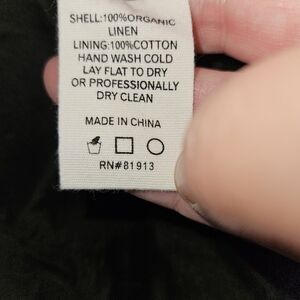 SHELL:100%ORGANIC
LINEN
LINING:100%COTTON
HAND WASH COLD
LAY FLAT TO DRY
OR PROFESSIONALLY
DRY CLEAN
MADE IN CHINA
RN#81913